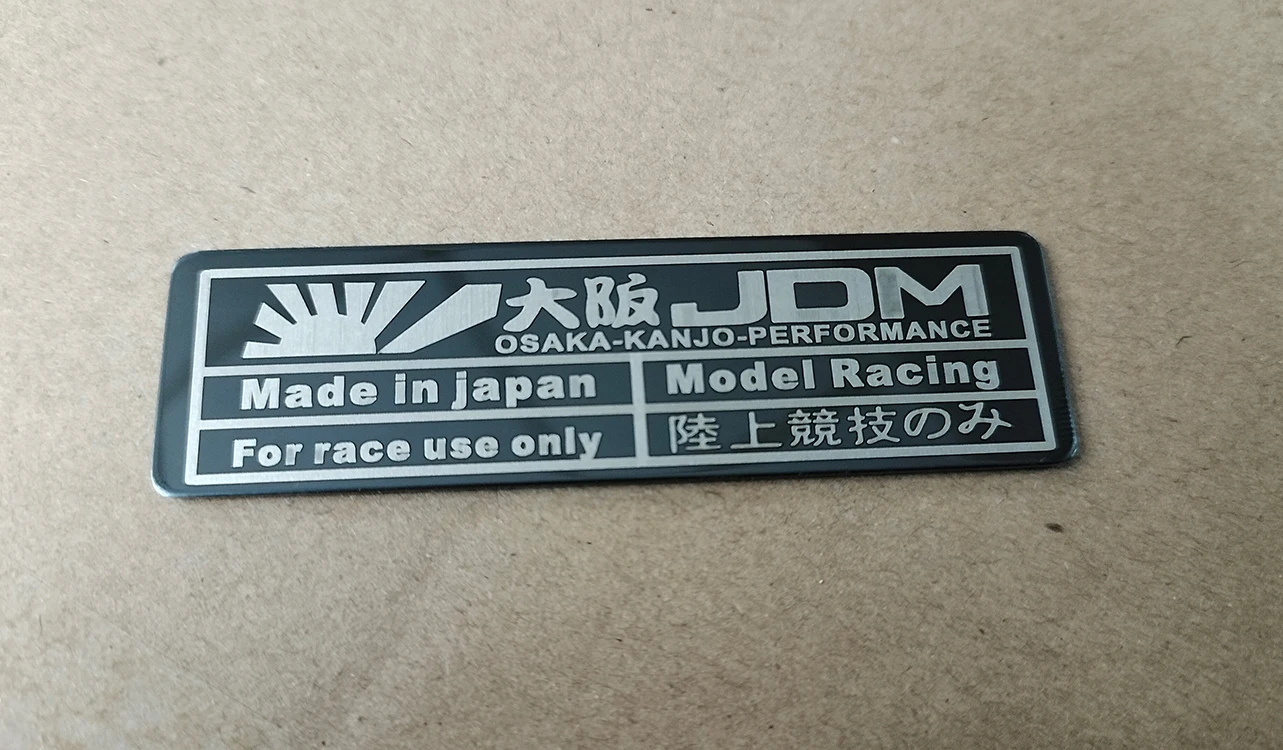 大阪 JDM
OSAKA-KANJO-PERFORMANCE
Made in japan
Model Racing
For race use only
陸上競技のみ